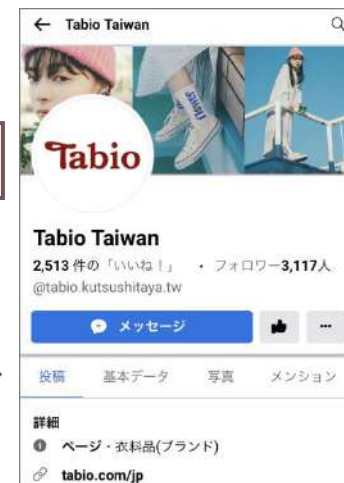 ← Tabio Taiwan
Tabio
Tabio Taiwan
2,513 件の「いいね！」 ・ フォロワー3,117人
@tabio.kutsushitaya.tw
メッセージ
投稿 基本データ 写真 メンション
詳細
ページ・衣料品(ブランド)
tabio.com/jp